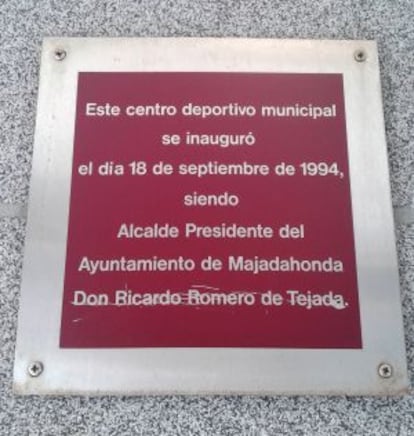 Este centro deportivo municipal
se inauguró
el día 18 de septiembre de 1994,
siendo
Alcalde Presidente del
Ayuntamiento de Majadahonda
Don Ricardo Romero de Tejada.